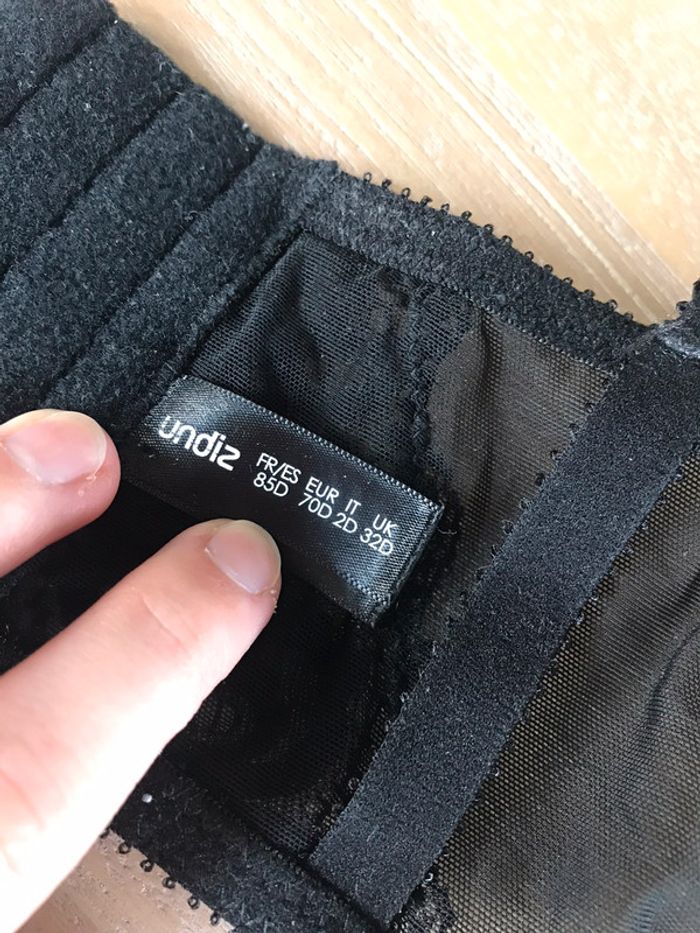 undiz
FR/ES EUR IT UK
85D 70D 2D 32D